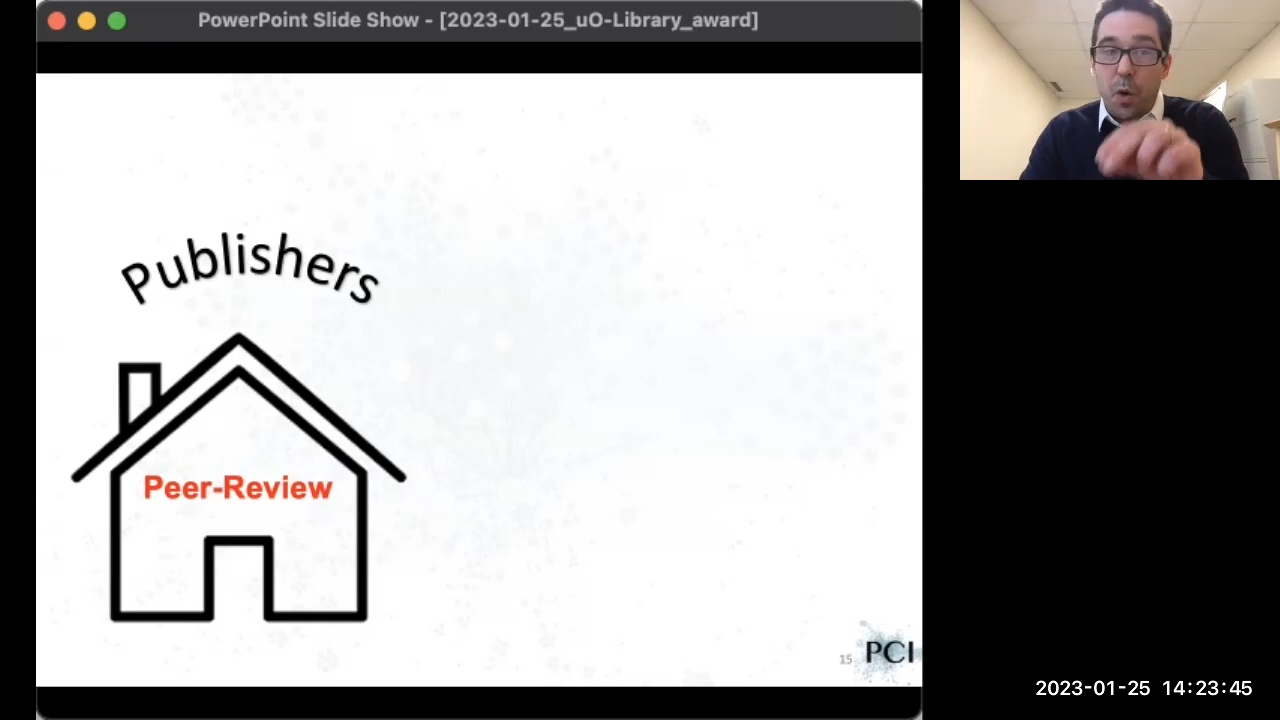 PowerPoint Slide Show - [2023-01-25_uO-Library_award]
Publishers
Peer-Review
15 PCI
2023-01-25 14:23:45